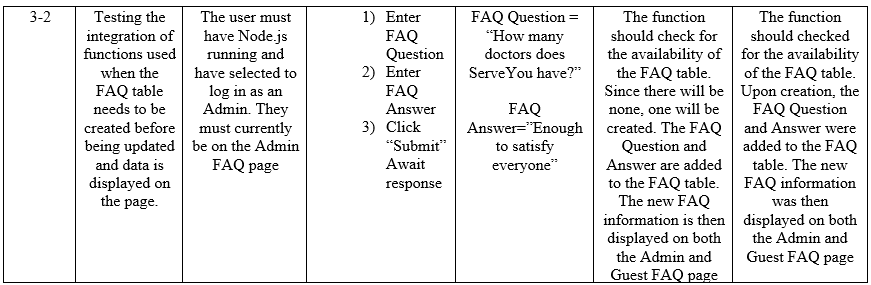 3-2
Testing the
integration of
functions used
when the
FAQ table
needs to be
created before
being updated
and data is
displayed on
the page.
The user must
have Node.js
running and
have selected to
log in as an
Admin. They
must currently
be on the Admin
FAQ page
1) Enter
FAQ
Question
2) Enter
FAQ
Answer
3) Click
“Submit”
Await
response
FAQ Question =
“How many
doctors does
ServeYou have?”
FAQ
Answer=”Enough
to satisfy
everyone”
The function
should check for
the availability of
the FAQ table.
Since there will be
none, one will be
created. The FAQ
Question and
Answer are added
to the FAQ table.
The new FAQ
information is then
displayed on both
the Admin and
Guest FAQ page
The function
should checked
for the availability
of the FAQ table.
Upon creation, the
FAQ Question
and Answer were
added to the FAQ
table. The new
FAQ information
was then
displayed on both
the Admin and
Guest FAQ page